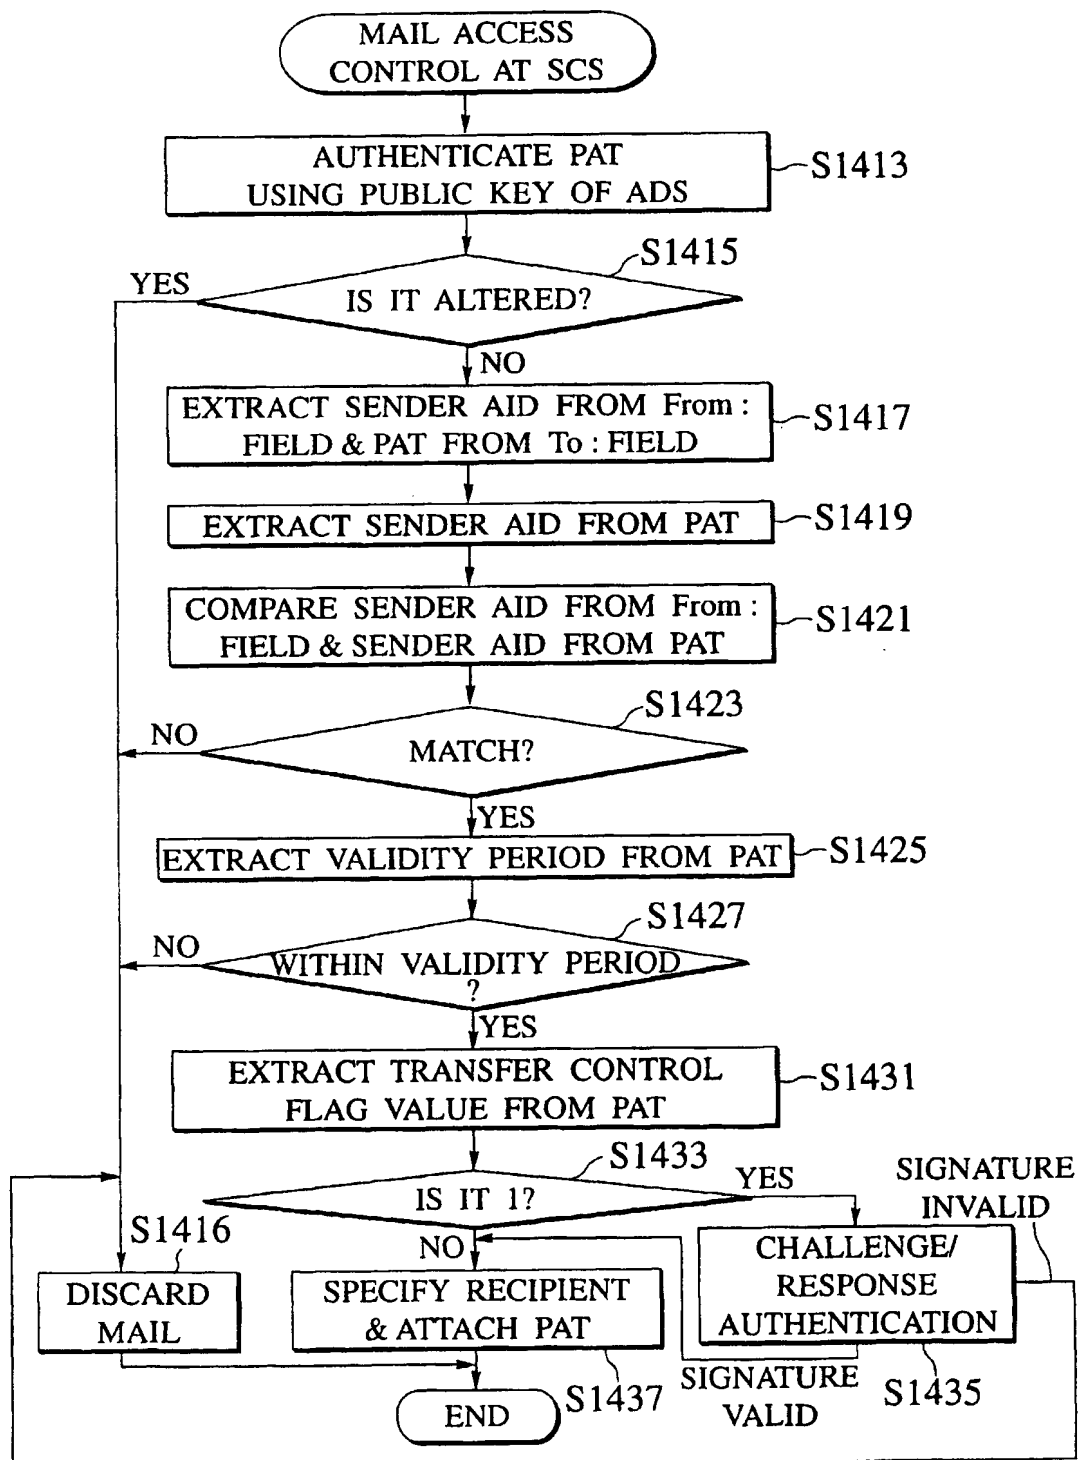 MAIL ACCESS
CONTROL AT SCS
AUTHENTICATE PAT
USING PUBLIC KEY OF ADS
S1413
S1415
YES
IS IT ALTERED?
NO
EXTRACT SENDER AID FROM From :
FIELD & PAT FROM To : FIELD
S1417
EXTRACT SENDER AID FROM PAT
S1419
COMPARE SENDER AID FROM From :
FIELD & SENDER AID FROM PAT
S1421
S1423
NO
MATCH?
YES
EXTRACT VALIDITY PERIOD FROM PAT
S1425
S1427
NO
WITHIN VALIDITY PERIOD
?
YES
EXTRACT TRANSFER CONTROL
FLAG VALUE FROM PAT
S1431
S1433
IS IT 1?
YES
SIGNATURE
INVALID
NO
S1416
DISCARD
MAIL
SPECIFY RECIPIENT
& ATTACH PAT
CHALLENGE/
RESPONSE
AUTHENTICATION
SIGNATURE
VALID
S1435
S1437
END